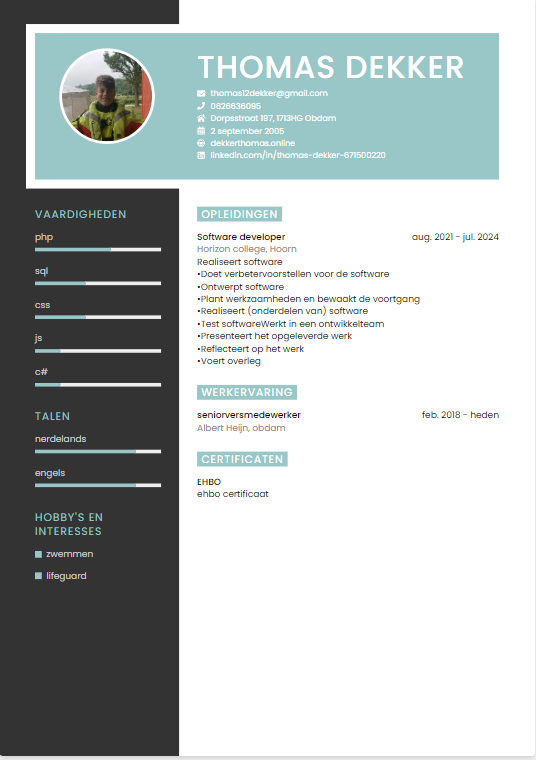 THOMAS DEKKER
thomas12dekker@gmail.com
0626636095
Dorpsstraat 197, 1713HG Obdam
2 september 2005
dekkerthomas.online
linkedin.com/in/thomas-dekker-671500220
VAARDIGHEDEN
php
sql
css
js
c#
TALEN
nerdelands
engels
HOBBY'S EN
INTERESSES
zwemmen
lifeguard
OPLEIDINGEN
Software developer aug. 2021 - jul. 2024
Horizon college, Hoorn
Realiseert software
•Doet verbetervoorstellen voor de software
•Ontwerpt software
•Plant werkzaamheden en bewaakt de voortgang
•Realiseert (onderdelen van) software
•Test softwareWerkt in een ontwikkelteam
•Presenteert het opgeleverde werk
•Reflecteert op het werk
•Voert overleg
WERKERVARING
seniorversmedewerker feb. 2018 - heden
Albert Heijn, obdam
CERTIFICATEN
EHBO
ehbo certificaat